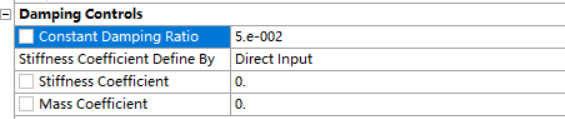 Damping Controls
Constant Damping Ratio 5.e-002
Stiffness Coefficient Define By Direct Input
Stiffness Coefficient 0.
Mass Coefficient 0.